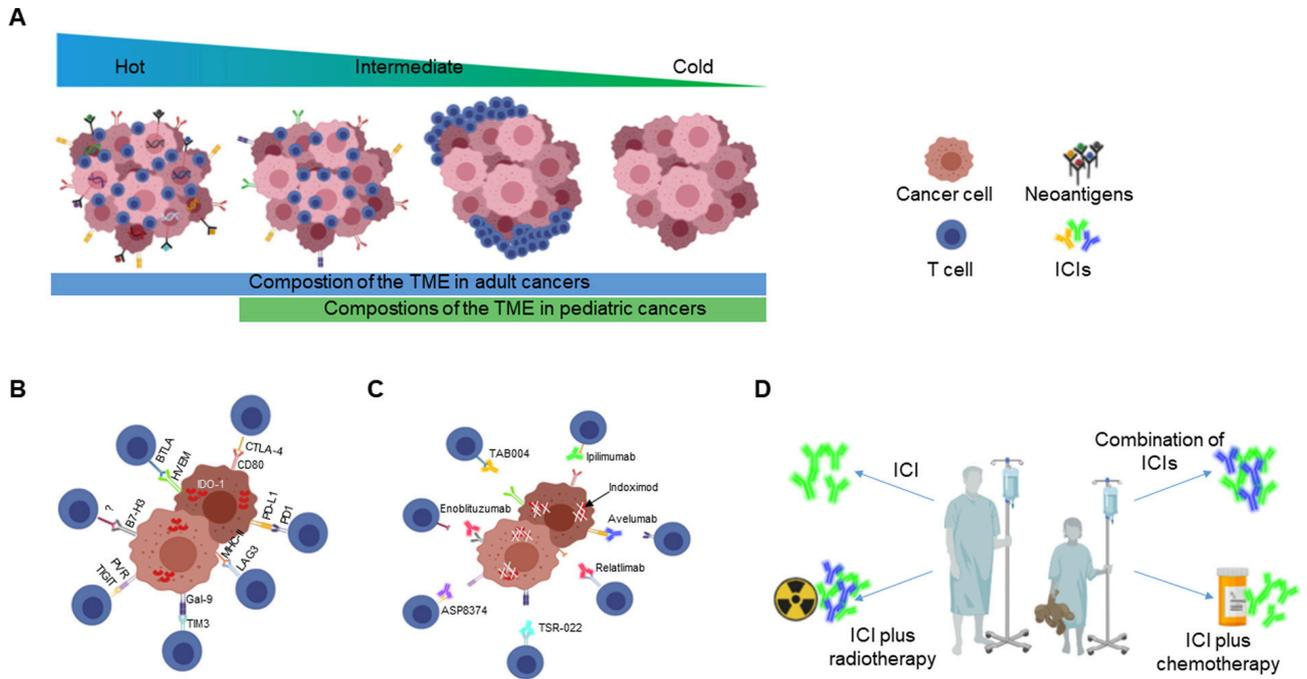 A
Hot
Intermediate
Cold
Cancer cell
Neoantigens
T cell
ICIs
Compostion of the TME in adult cancers
Compostions of the TME in pediatric cancers
B
BTLA
HVEM
CTLA-4
CD80
IDO-1
?
B7-H3
PD-L1
PD1
MHC-II
LAG3
PVR
TIGIT
Gal-9
TIM3
C
TAB004
Ipilimumab
Indoximod
Enoblituzumab
Avelumab
Relatlimab
ASP8374
TSR-022
D
ICI
Combination of
ICIs
ICI plus
radiotherapy
ICI plus
chemotherapy